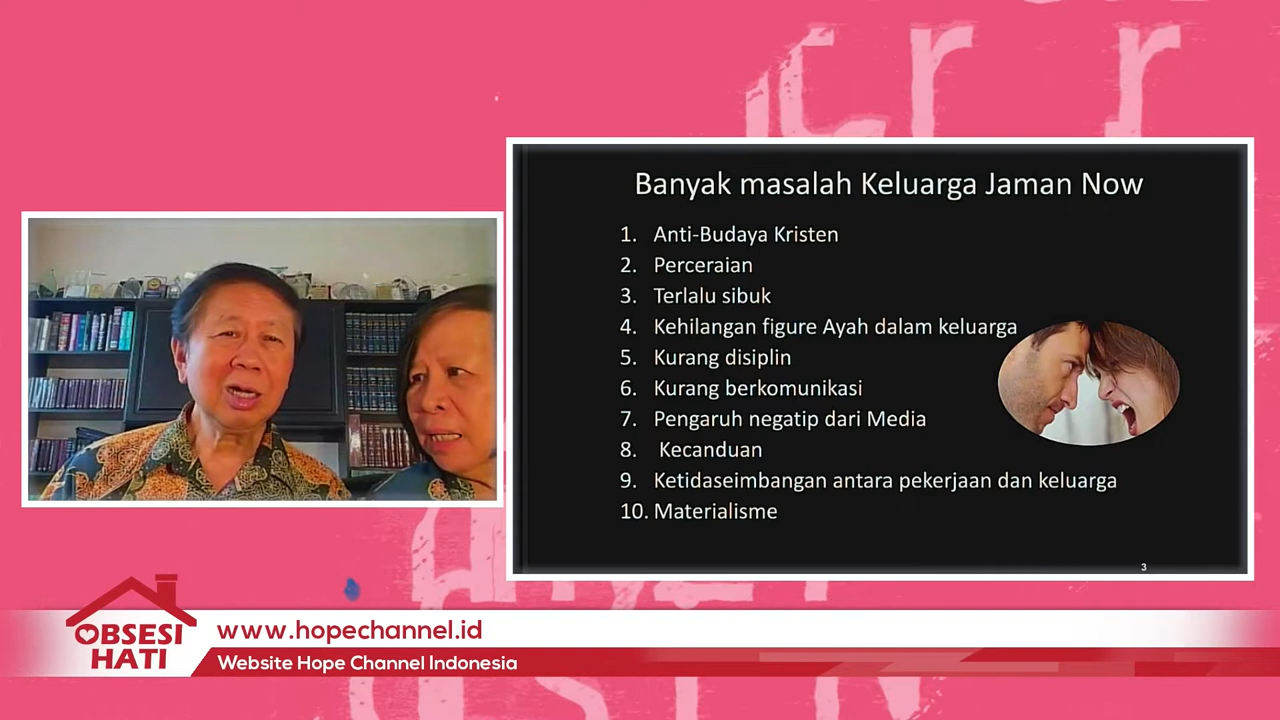 Banyak masalah Keluarga Jaman Now
1. Anti-Budaya Kristen
2. Perceraian
3. Terlalu sibuk
4. Kehilangan figure Ayah dalam keluarga
5. Kurang disiplin
6. Kurang berkomunikasi
7. Pengaruh negatip dari Media
8. Kecanduan
9. Ketidaseimbangan antara pekerjaan dan keluarga
10. Materialisme
3
OBSESI
HATI
www.hopechannel.id
Website Hope Channel Indonesia